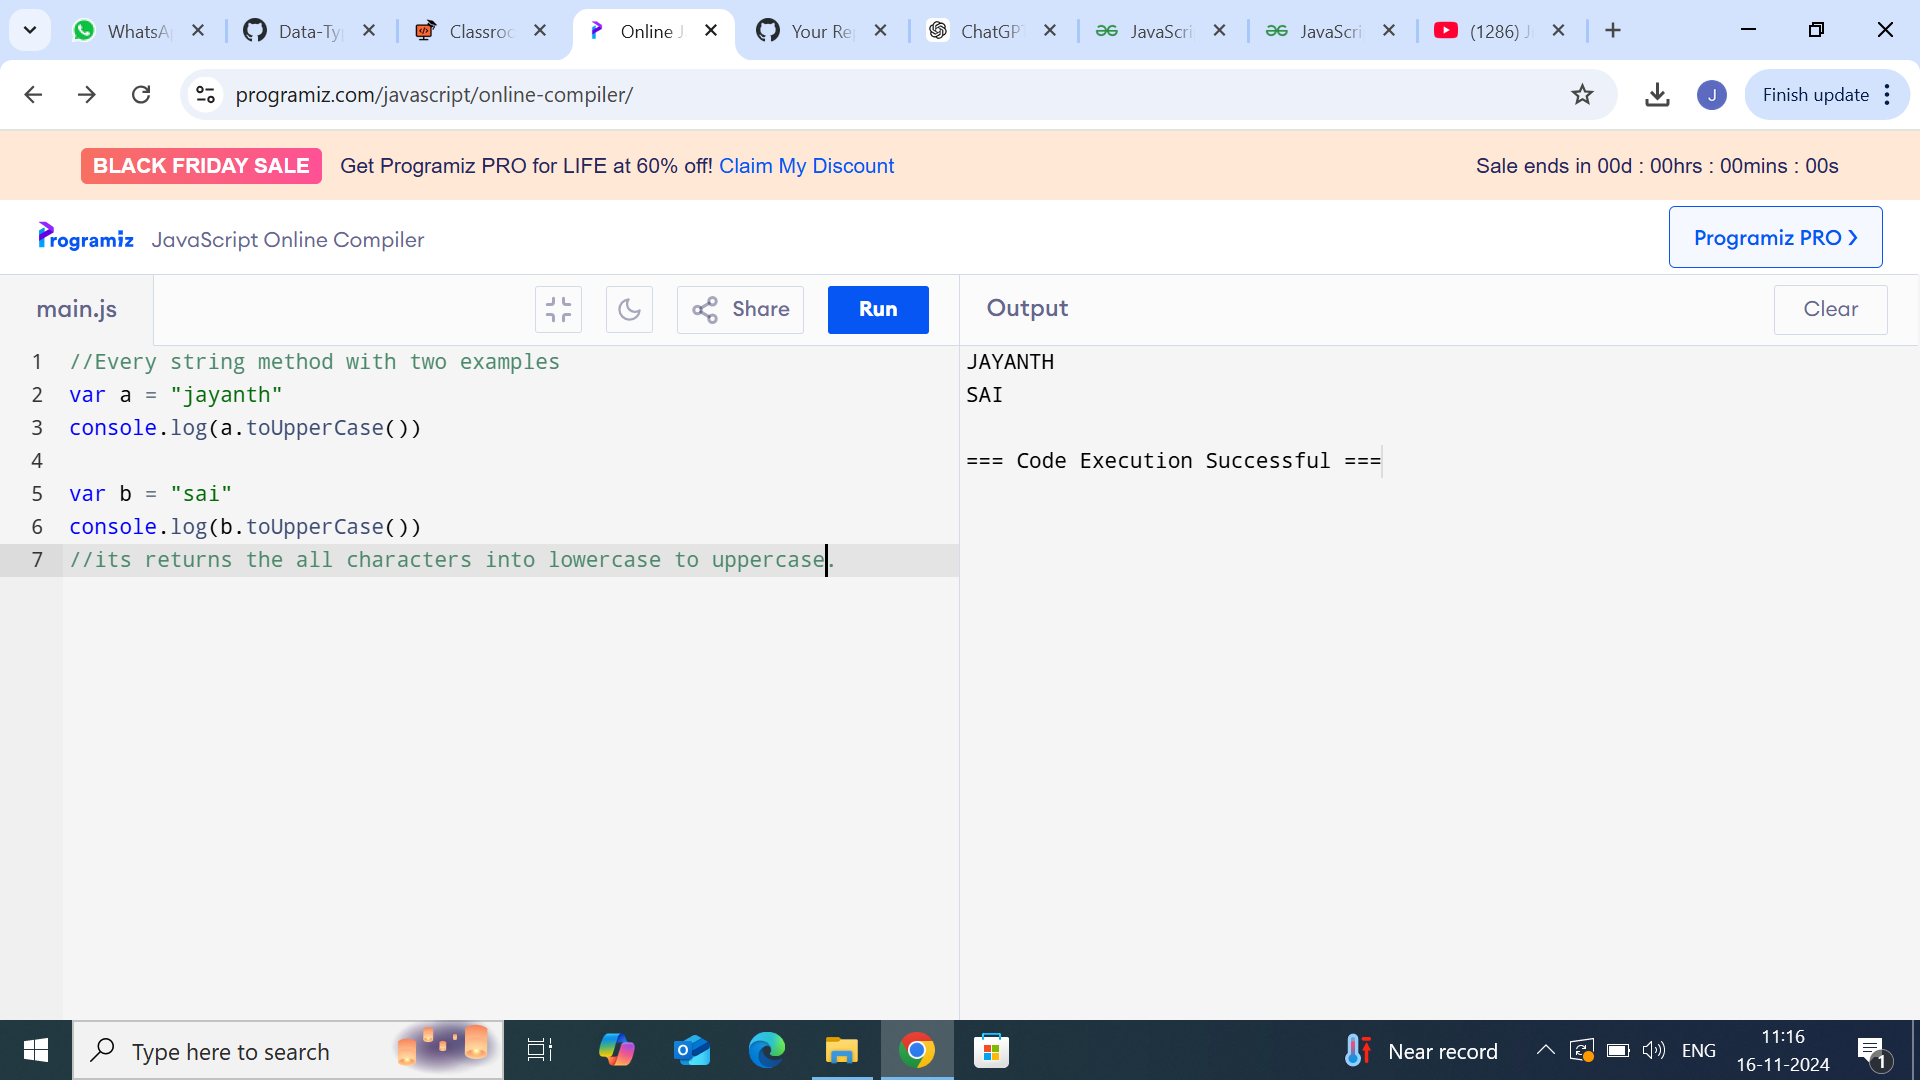 WhatsA
Data-Ty
Classroo
Online J
Your Re
ChatGPT
JavaScri
JavaScri
(1286) J
programiz.com/javascript/online-compiler/
J
Finish update
BLACK FRIDAY SALE Get Programiz PRO for LIFE at 60% off! Claim My Discount
Sale ends in 00d : 00hrs : 00mins : 00s
Programiz JavaScript Online Compiler
Programiz PRO ❯
main.js
Share
Run
Output
Clear
1 //Every string method with two examples
2 var a = "jayanth"
3 console.log(a.toUpperCase())
4
5 var b = "sai"
6 console.log(b.toUpperCase())
7 //its returns the all characters into lowercase to uppercase.
JAYANTH
SAI
=== Code Execution Successful ===
Type here to search
Near record
ENG
11:16
16-11-2024
1